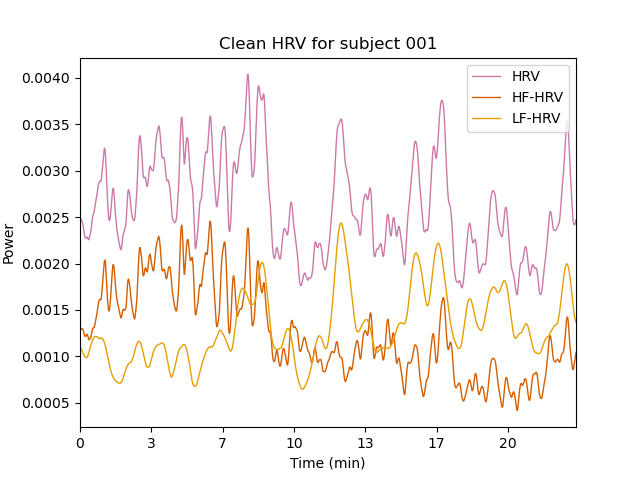 Clean HRV for subject 001
HRV
HF-HRV
LF-HRV
Power
0.0040
0.0035
0.0030
0.0025
0.0020
0.0015
0.0010
0.0005
0 3 7 10 13 17 20
Time (min)